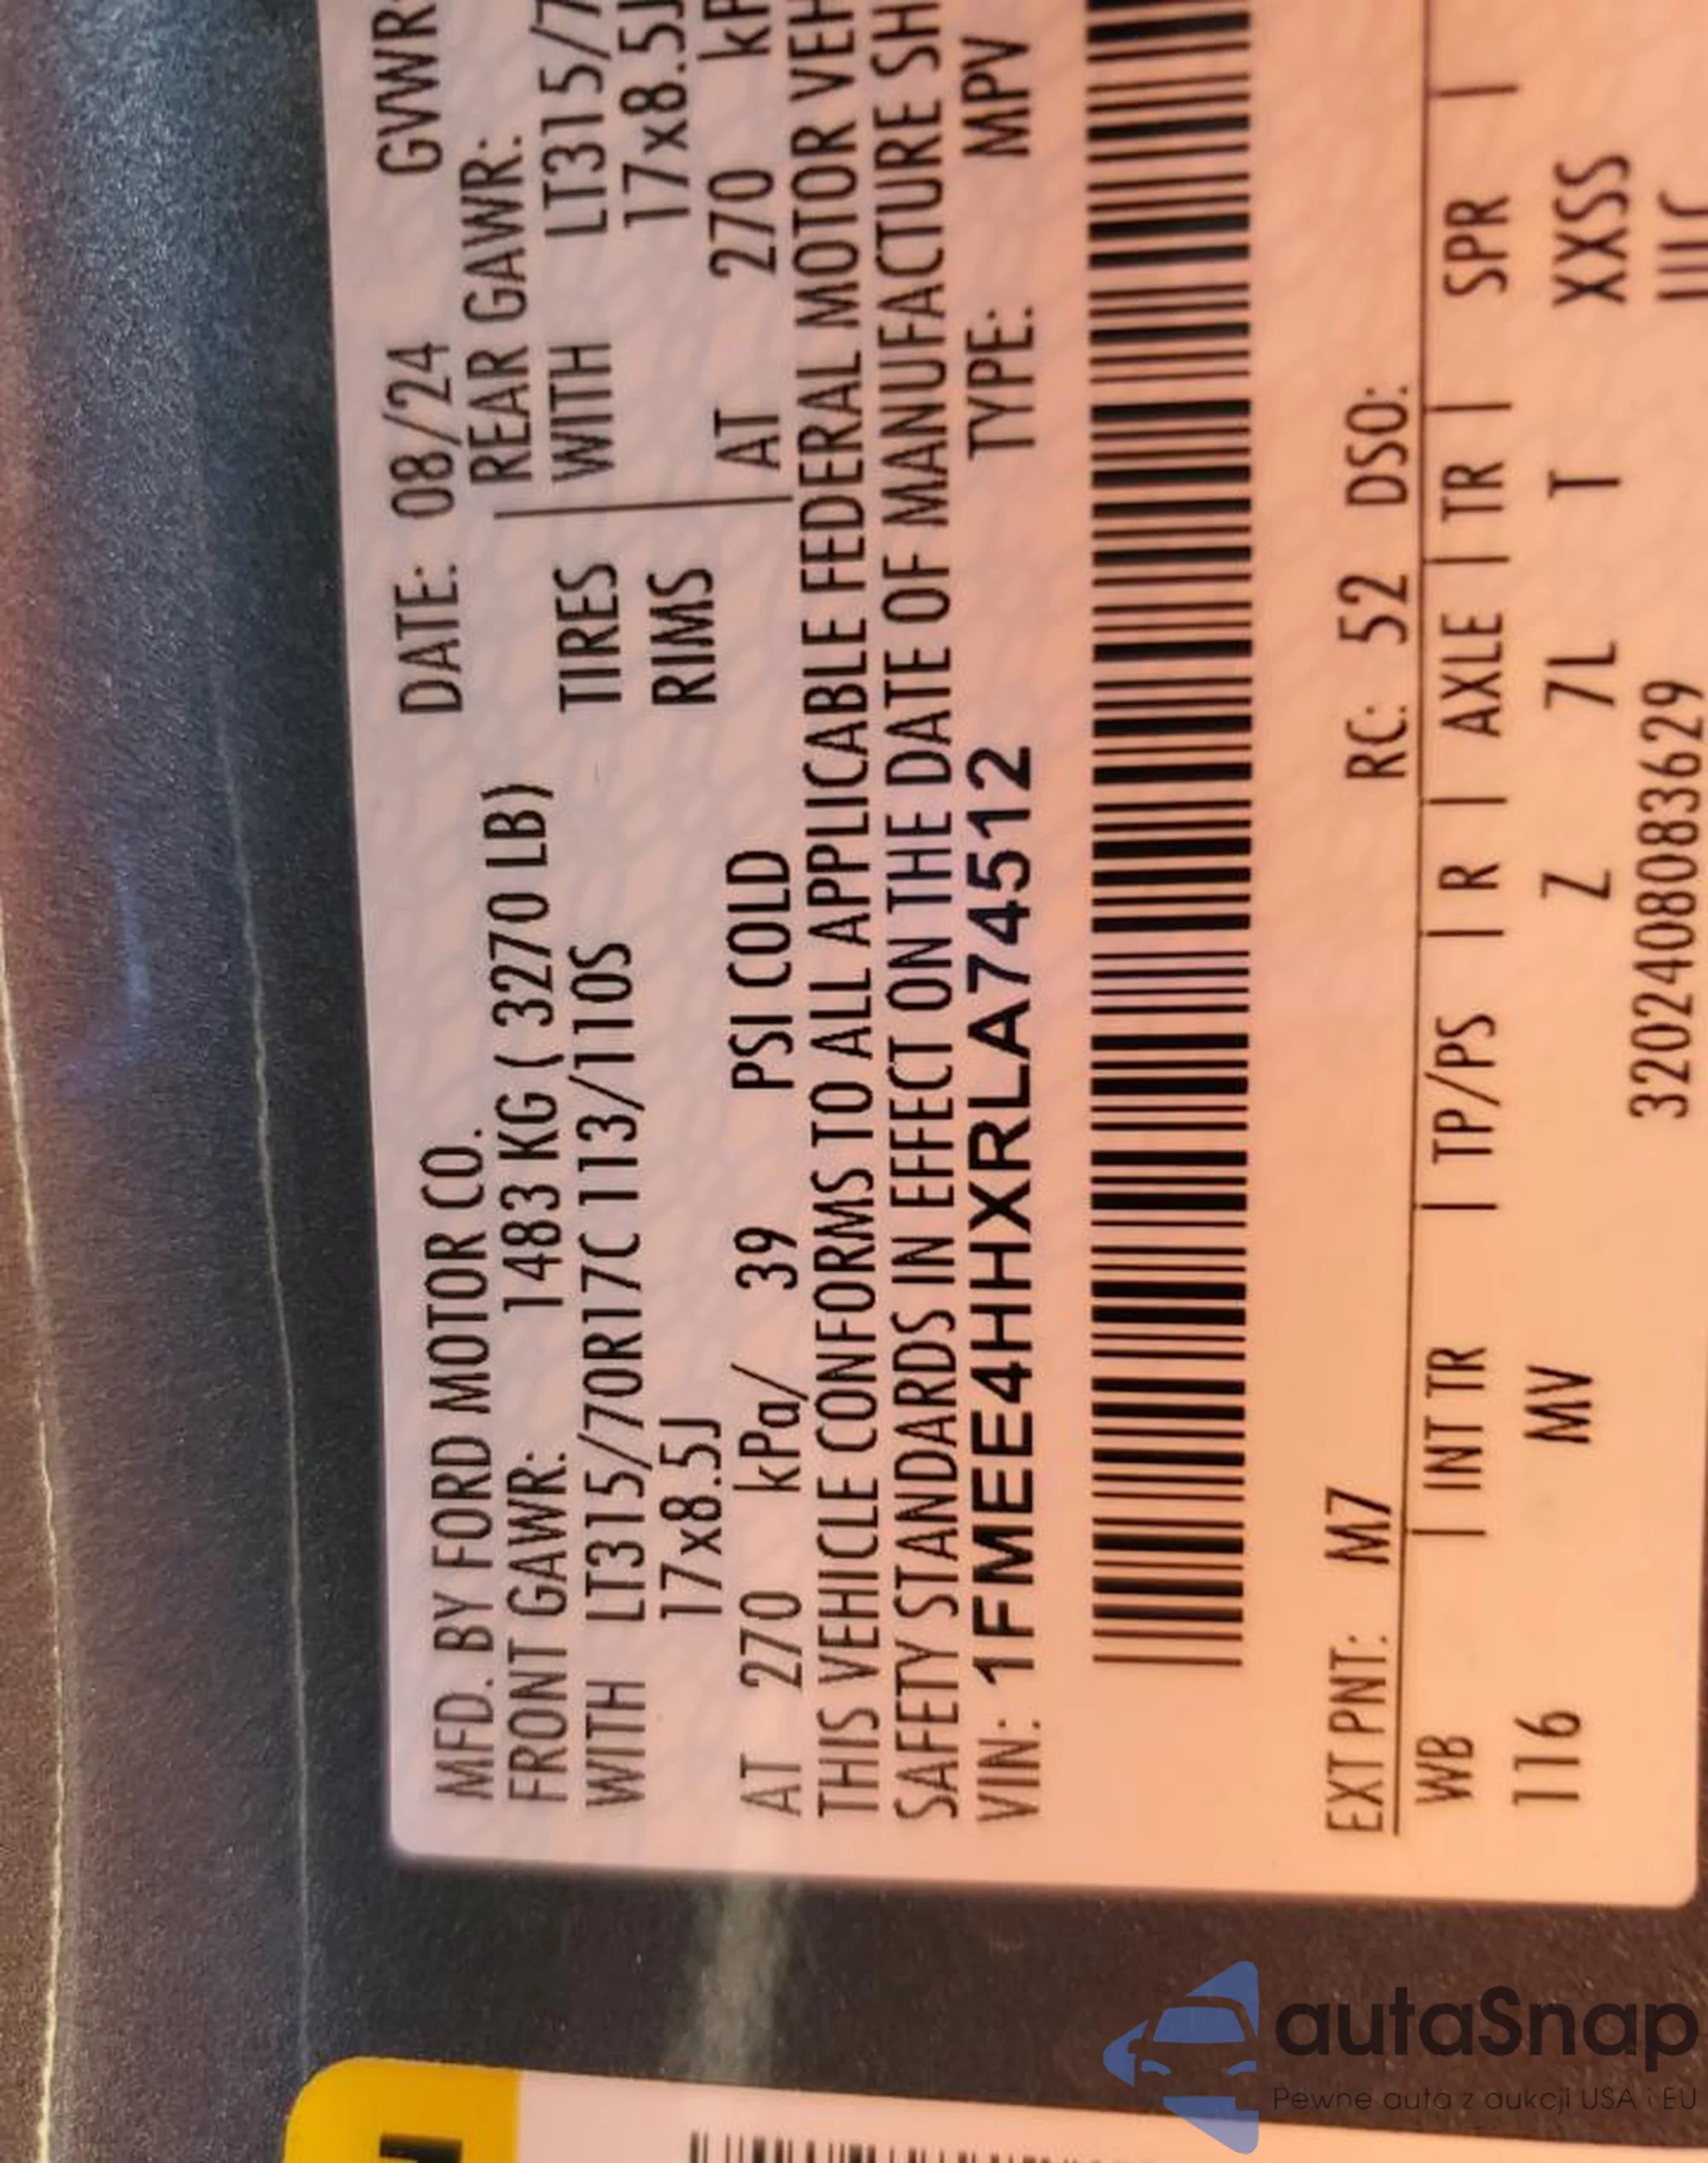 MFD. BY FORD MOTOR CO. DATE: 08/24 GVWR
FRONT GAWR: 1483 KG ( 3270 LB) REAR GAWR:
WITH LT315/70R17C 113/110S TIRES WITH LT315/7
17x8.5J RIMS 17x8.5J
AT 270 kPa/ 39 PSI COLD AT 270 kP
THIS VEHICLE CONFORMS TO ALL APPLICABLE FEDERAL MOTOR VEH
SAFETY STANDARDS IN EFFECT ON THE DATE OF MANUFACTURE SH
VIN: 1FMEE4HHXRLA74512 TYPE: MPV
EXT PNT: M7 RC: 52 DSO:
WB | INT TR | TP/PS | R | AXLE | TR | SPR |
116 MV Z 7L T XXSS
320240808083629
autaSnap
Pewne auta z aukcji USA i EU